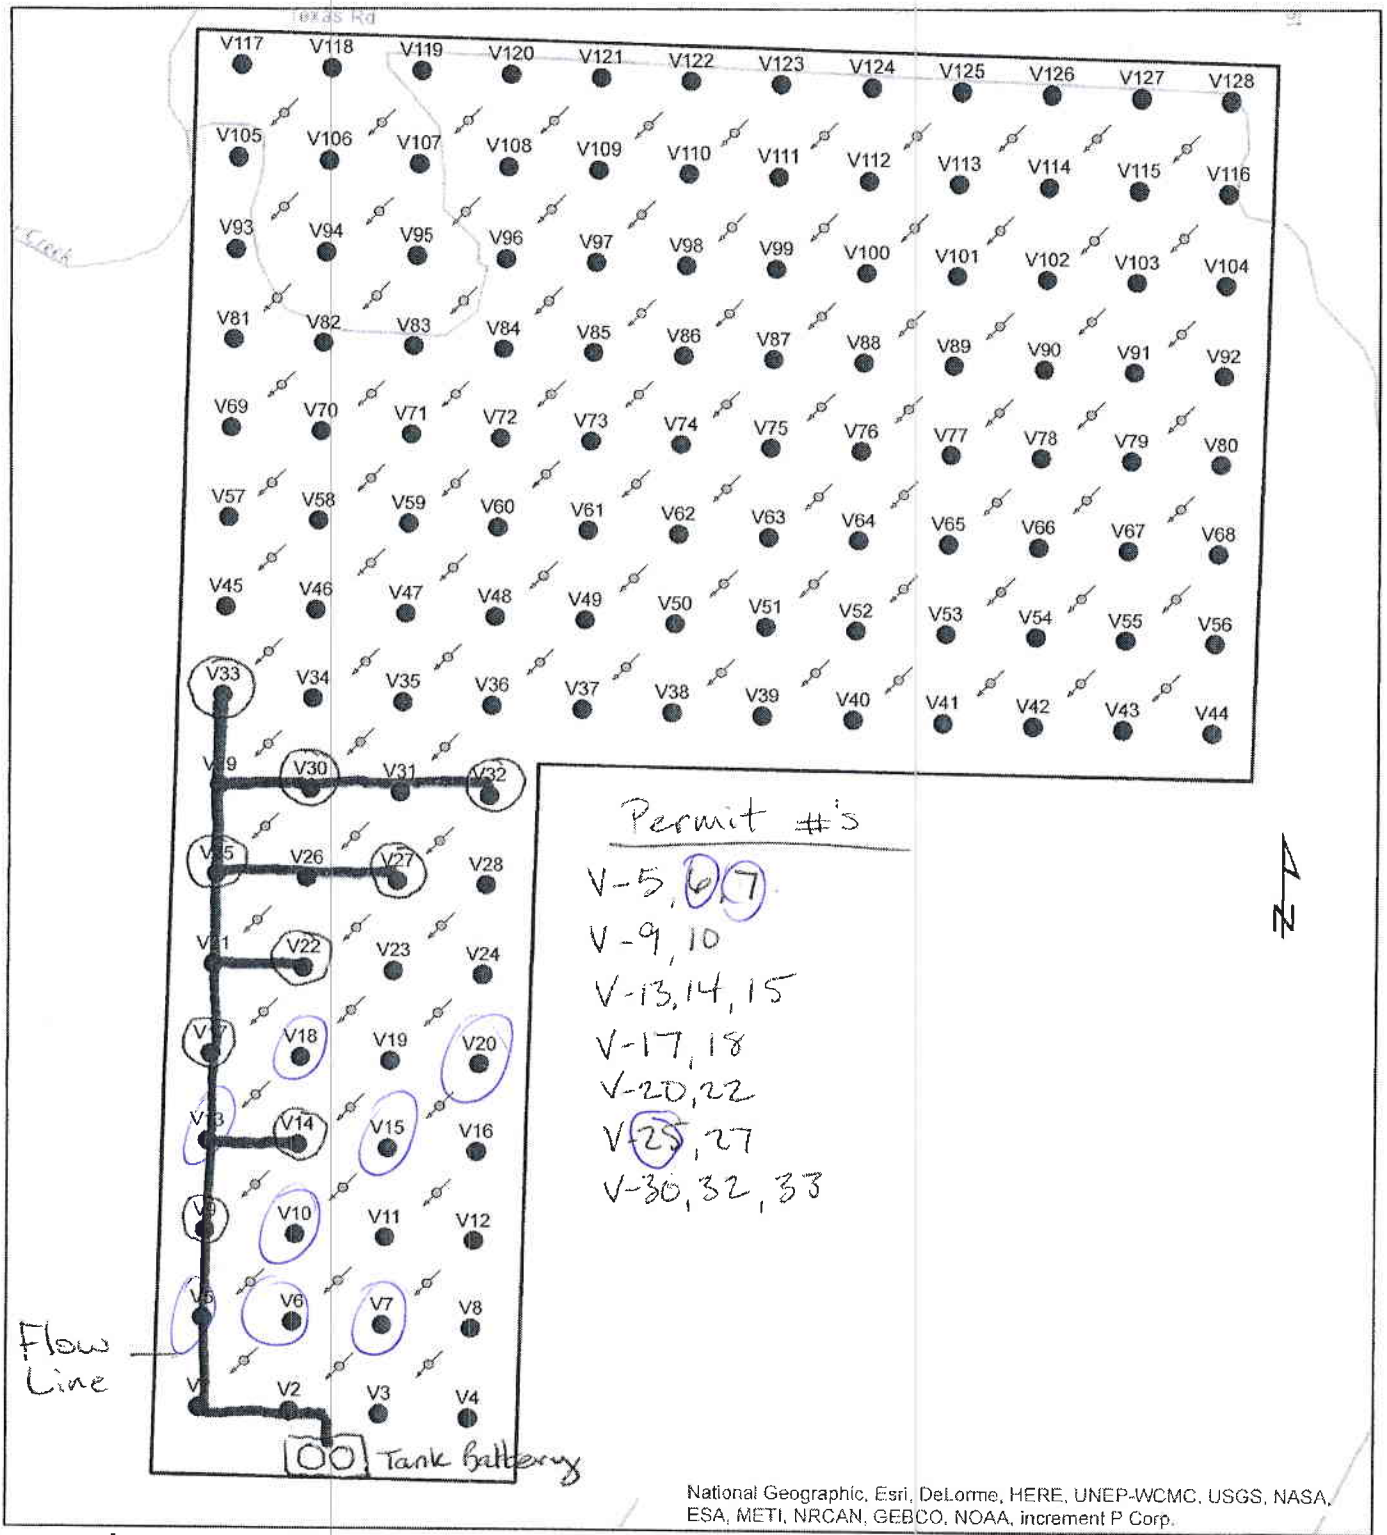 Texas Rd
V117 V118 V119 V120 V121 V122 V123 V124 V125 V126 V127 V128
V105 V106 V107 V108 V109 V110 V111 V112 V113 V114 V115 V116
Creek
V93 V94 V95 V96 V97 V98 V99 V100 V101 V102 V103 V104
V81 V82 V83 V84 V85 V86 V87 V88 V89 V90 V91 V92
V69 V70 V71 V72 V73 V74 V75 V76 V77 V78 V79 V80
V57 V58 V59 V60 V61 V62 V63 V64 V65 V66 V67 V68
V45 V46 V47 V48 V49 V50 V51 V52 V53 V54 V55 V56
V33 V34 V35 V36 V37 V38 V39 V40 V41 V42 V43 V44
V29 V30 V31 V32
V25 V26 V27 V28
V21 V22 V23 V24
V17 V18 V19 V20
V13 V14 V15 V16
V9 V10 V11 V12
V5 V6 V7 V8
V1 V2 V3 V4
Permit #'s
V-5, 6, 7
V-9, 10
V-13, 14, 15
V-17, 18
V-20, 22
V-25, 27
V-30, 32, 33
N
Flow
Line
Tank Battery
National Geographic, Esri, DeLorme, HERE, UNEP-WCMC, USGS, NASA,
ESA, METI, NRCAN, GEBCO, NOAA, increment P Corp.